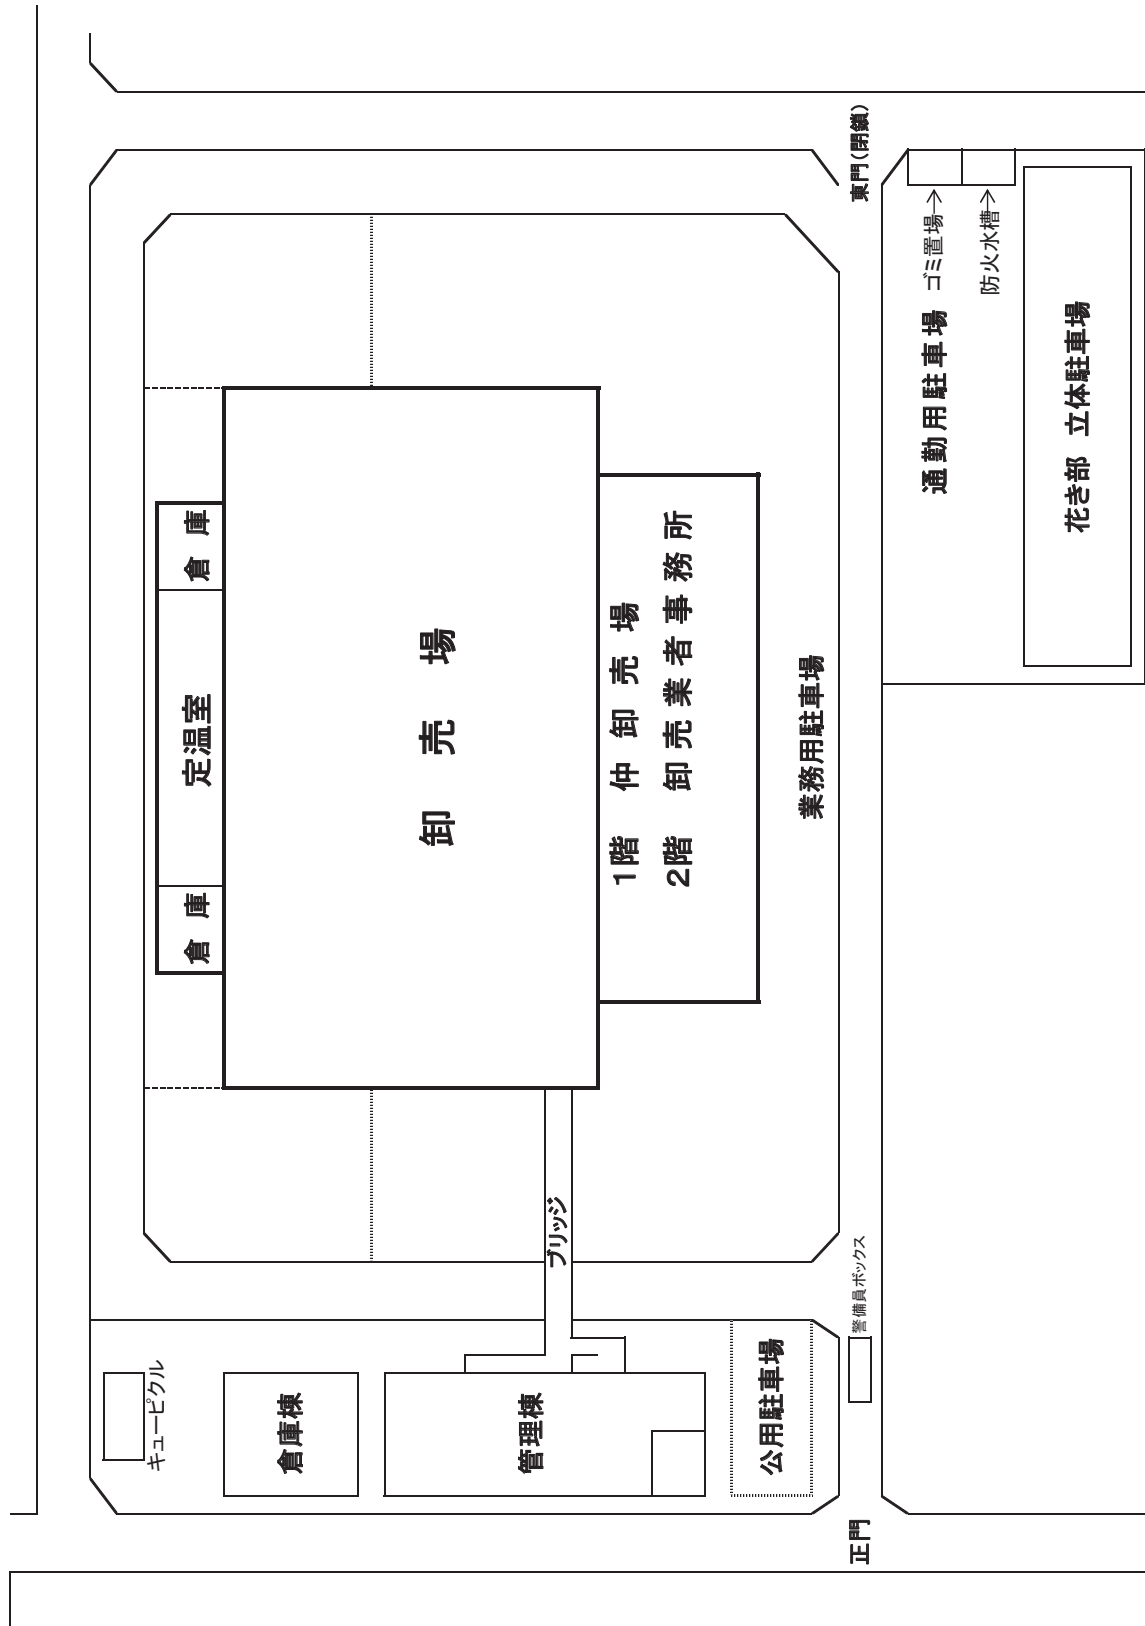 キュービクル
倉庫棟
管理棟
公用駐車場
正門
警備員ボックス
ブリッジ
倉　庫
定温室
倉　庫
卸　売　場
1階　仲 卸 売 場
2階　卸 売 業 者 事 務 所
業務用駐車場
東門(閉鎖)
通 勤 用 駐 車 場
ゴミ置場→
防火水槽→
花き部　立体駐車場